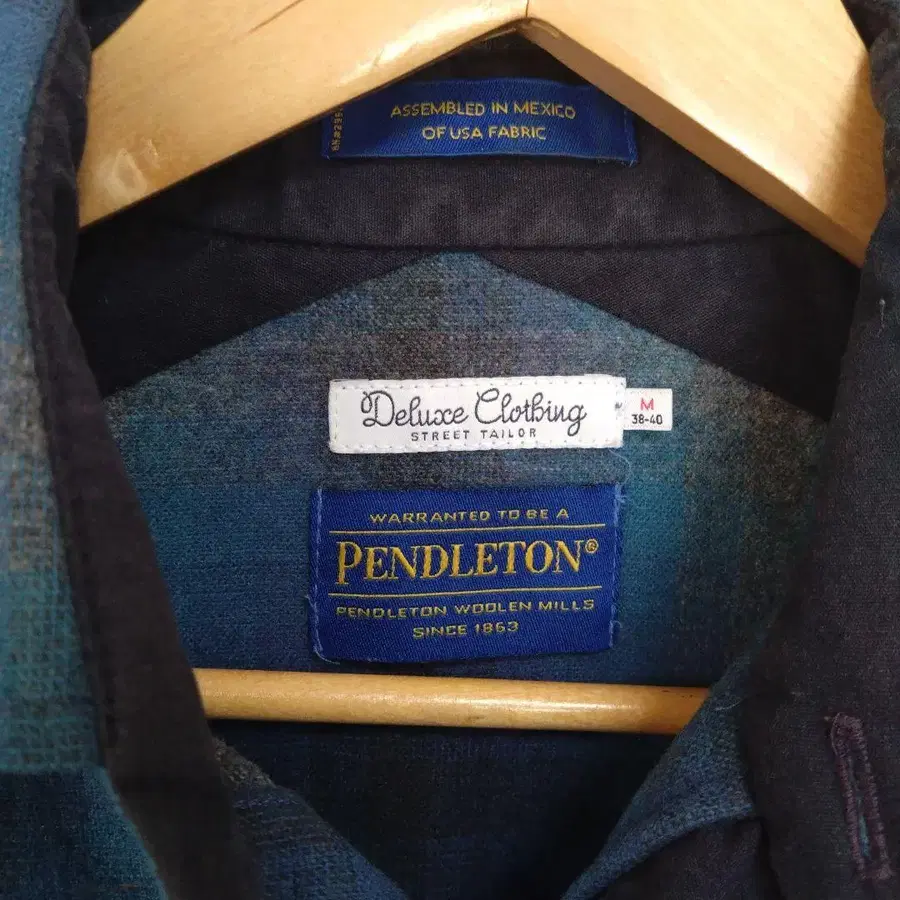 ASSEMBLED IN MEXICO
OF USA FABRIC
Deluxe Clothing
STREET TAILOR
M
38-40
WARRANTED TO BE A
PENDLETON®
PENDLETON WOOLEN MILLS
SINCE 1863